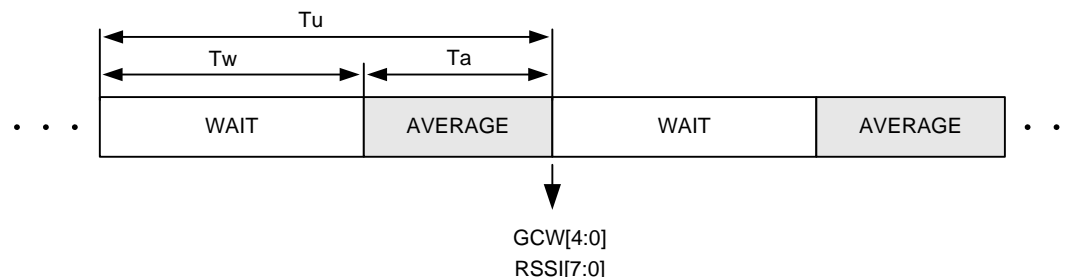 Tu
Tw Ta
WAIT AVERAGE WAIT AVERAGE
GCW[4:0]
RSSI[7:0]